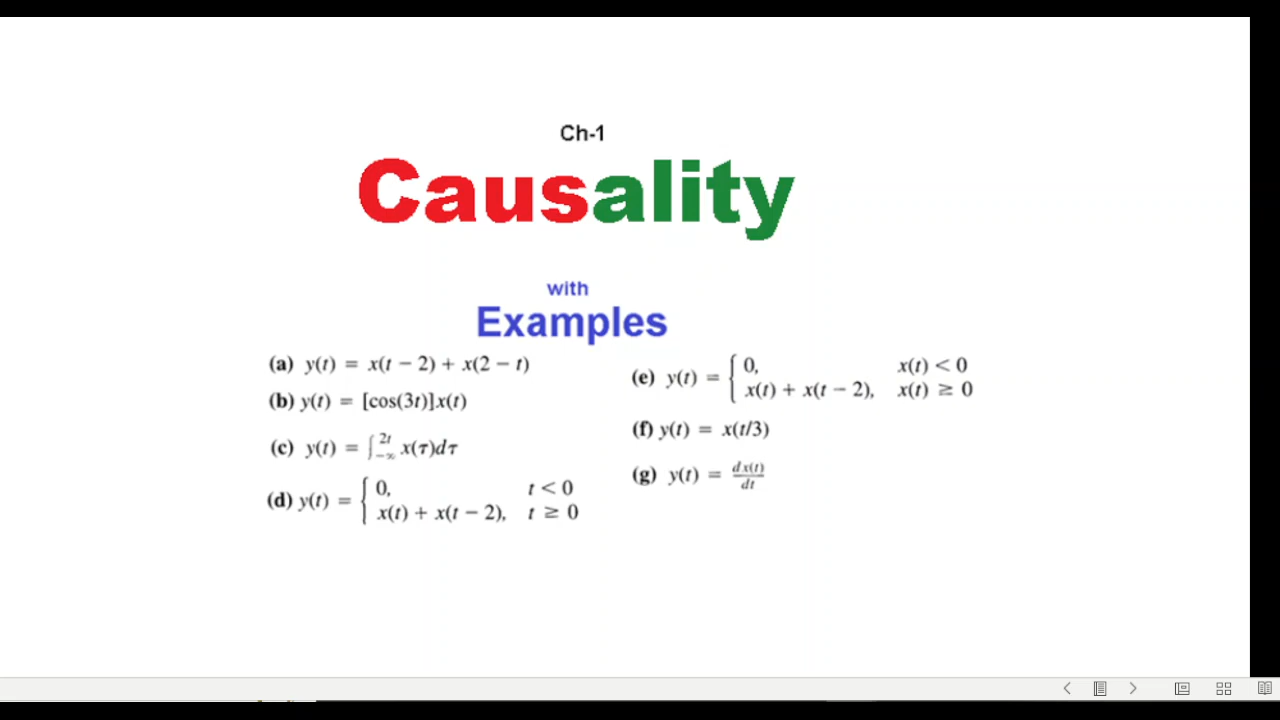 Ch-1
Causality
with
Examples
(a) y(t) = x(t − 2) + x(2 − t)
(b) y(t) = [cos(3t)]x(t)
(c) y(t) = ∫_{−∞}^{2t} x(τ)dτ
(d) y(t) = { 0, t < 0
x(t) + x(t − 2), t ≥ 0
(e) y(t) = { 0, x(t) < 0
x(t) + x(t − 2), x(t) ≥ 0
(f) y(t) = x(t/3)
(g) y(t) = dx(t)/dt